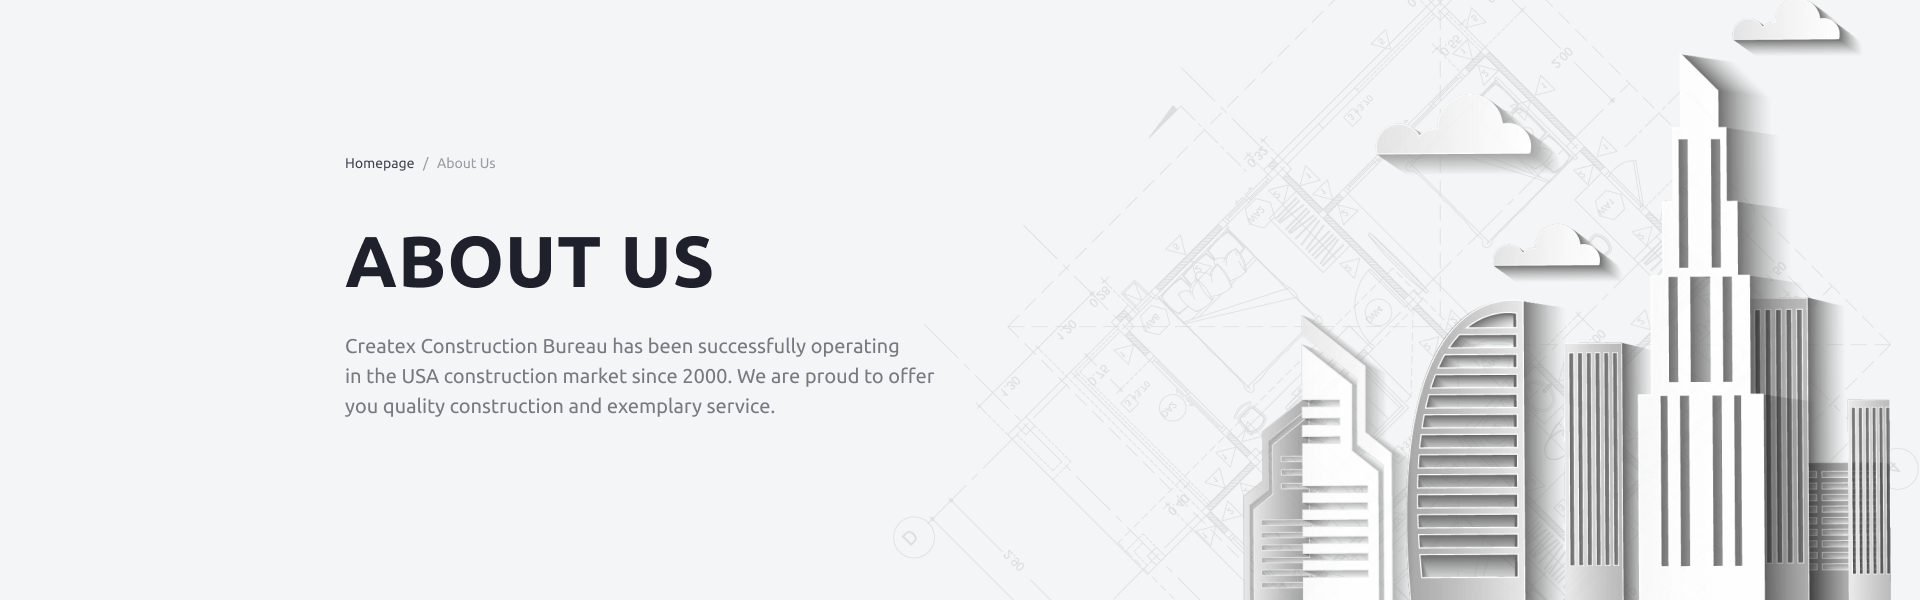 Homepage / About Us
ABOUT US
Createx Construction Bureau has been successfully operating
in the USA construction market since 2000. We are proud to offer
you quality construction and exemplary service.
D